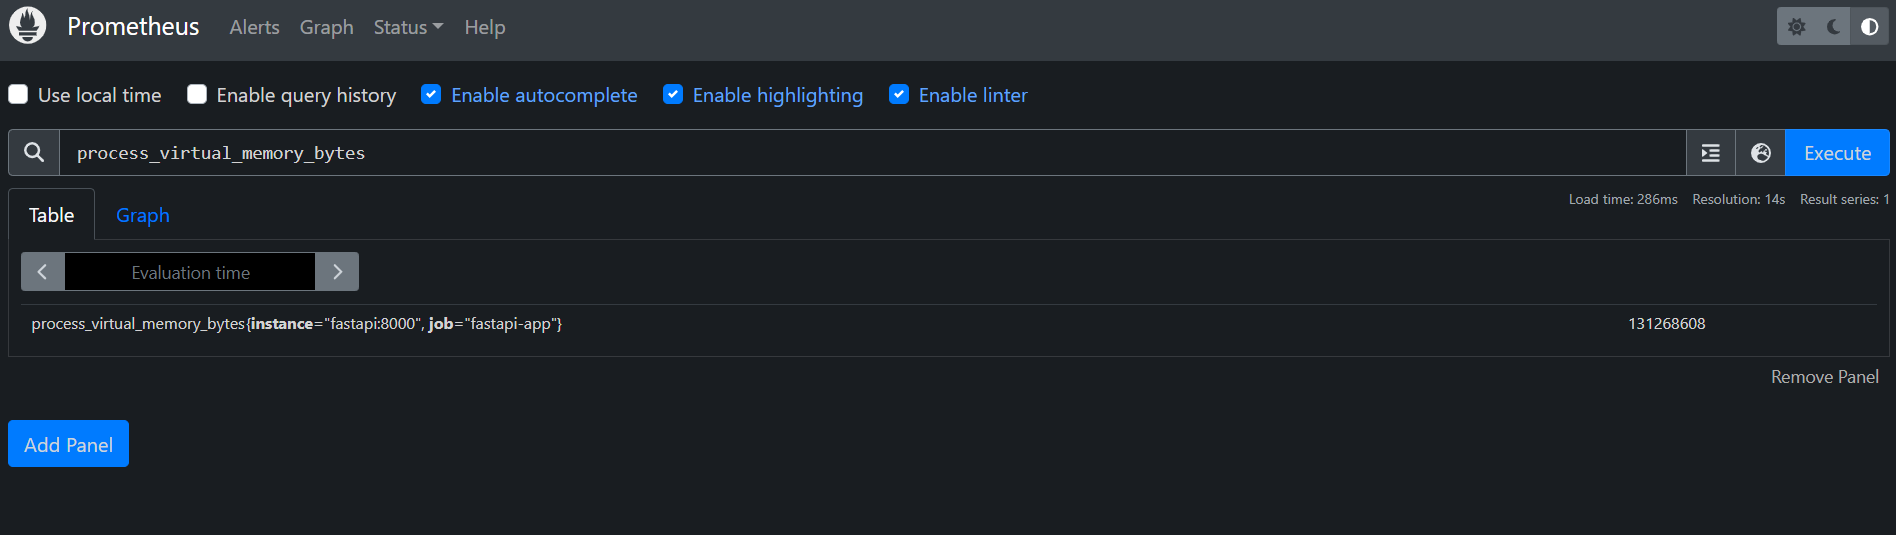 Prometheus Alerts Graph Status Help
Use local time Enable query history Enable autocomplete Enable highlighting Enable linter
process_virtual_memory_bytes Execute
Table Graph Load time: 286ms Resolution: 14s Result series: 1
Evaluation time
process_virtual_memory_bytes{instance="fastapi:8000", job="fastapi-app"} 131268608
Remove Panel
Add Panel